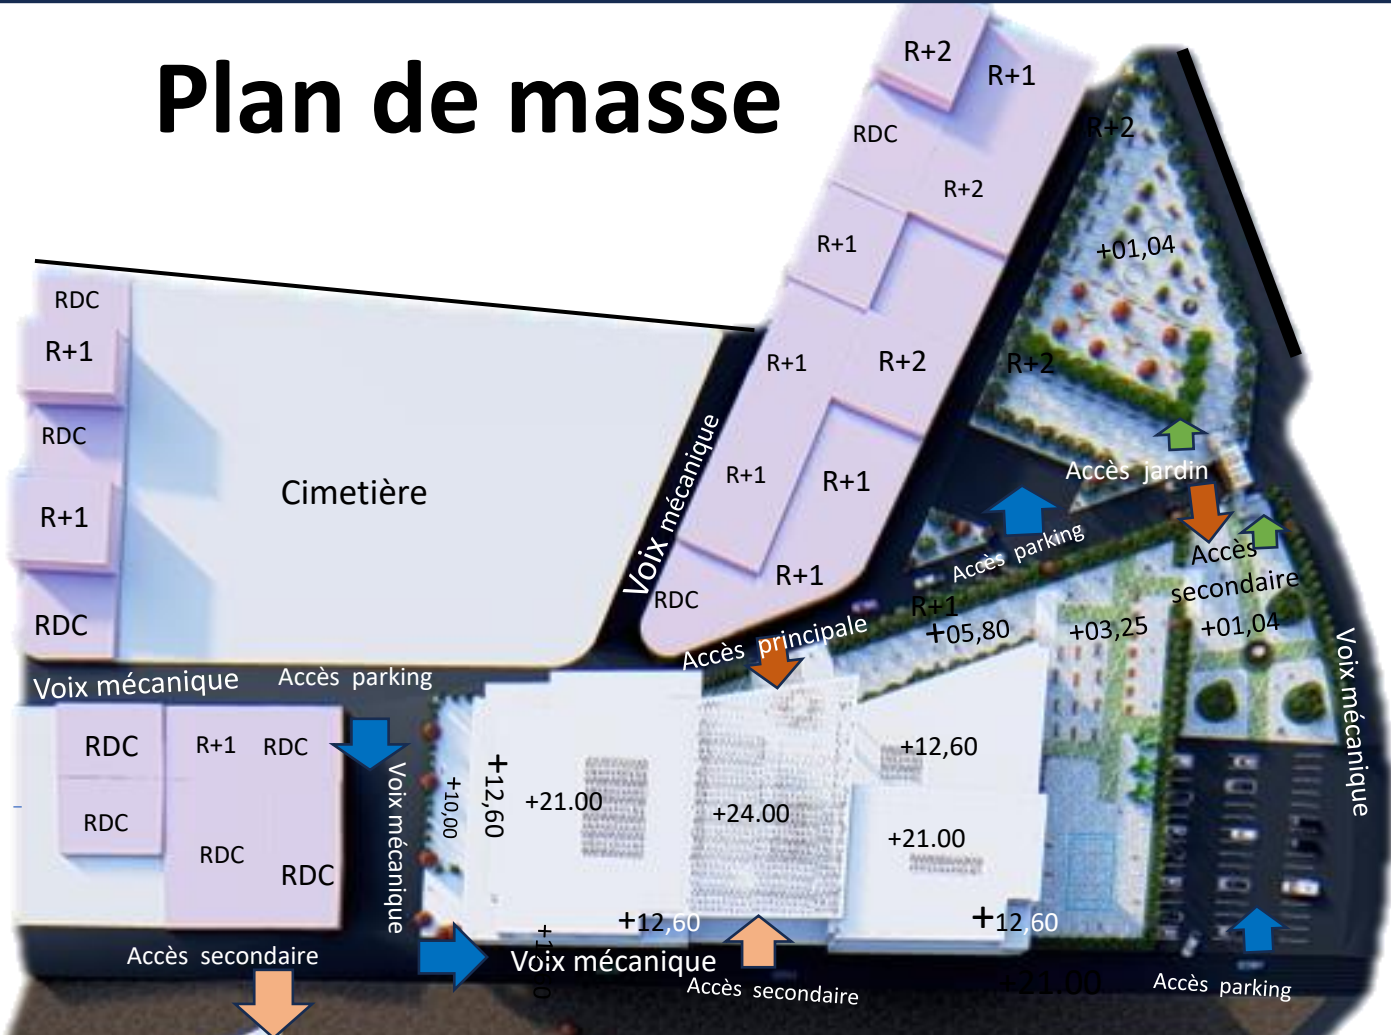 Plan de masse
R+2
R+1
RDC
R+2
R+2
R+1
+01,04
RDC
R+1
R+1
R+2
R+2
RDC
Voix mécanique
R+1
R+1
Accès jardin
Cimetière
R+1
Accès parking
Accès
secondaire
R+1
RDC
R+1
RDC
Accès principale
+05,80
+03,25
+01,04
Voix mécanique
Voix mécanique
Accès parking
RDC
R+1
RDC
RDC
RDC
RDC
Voix mécanique
+10,00
+12,60
+21.00
+24.00
+12,60
+21.00
+12,60
+12,60
Accès secondaire
Voix mécanique
Accès secondaire
+21.00
Accès parking